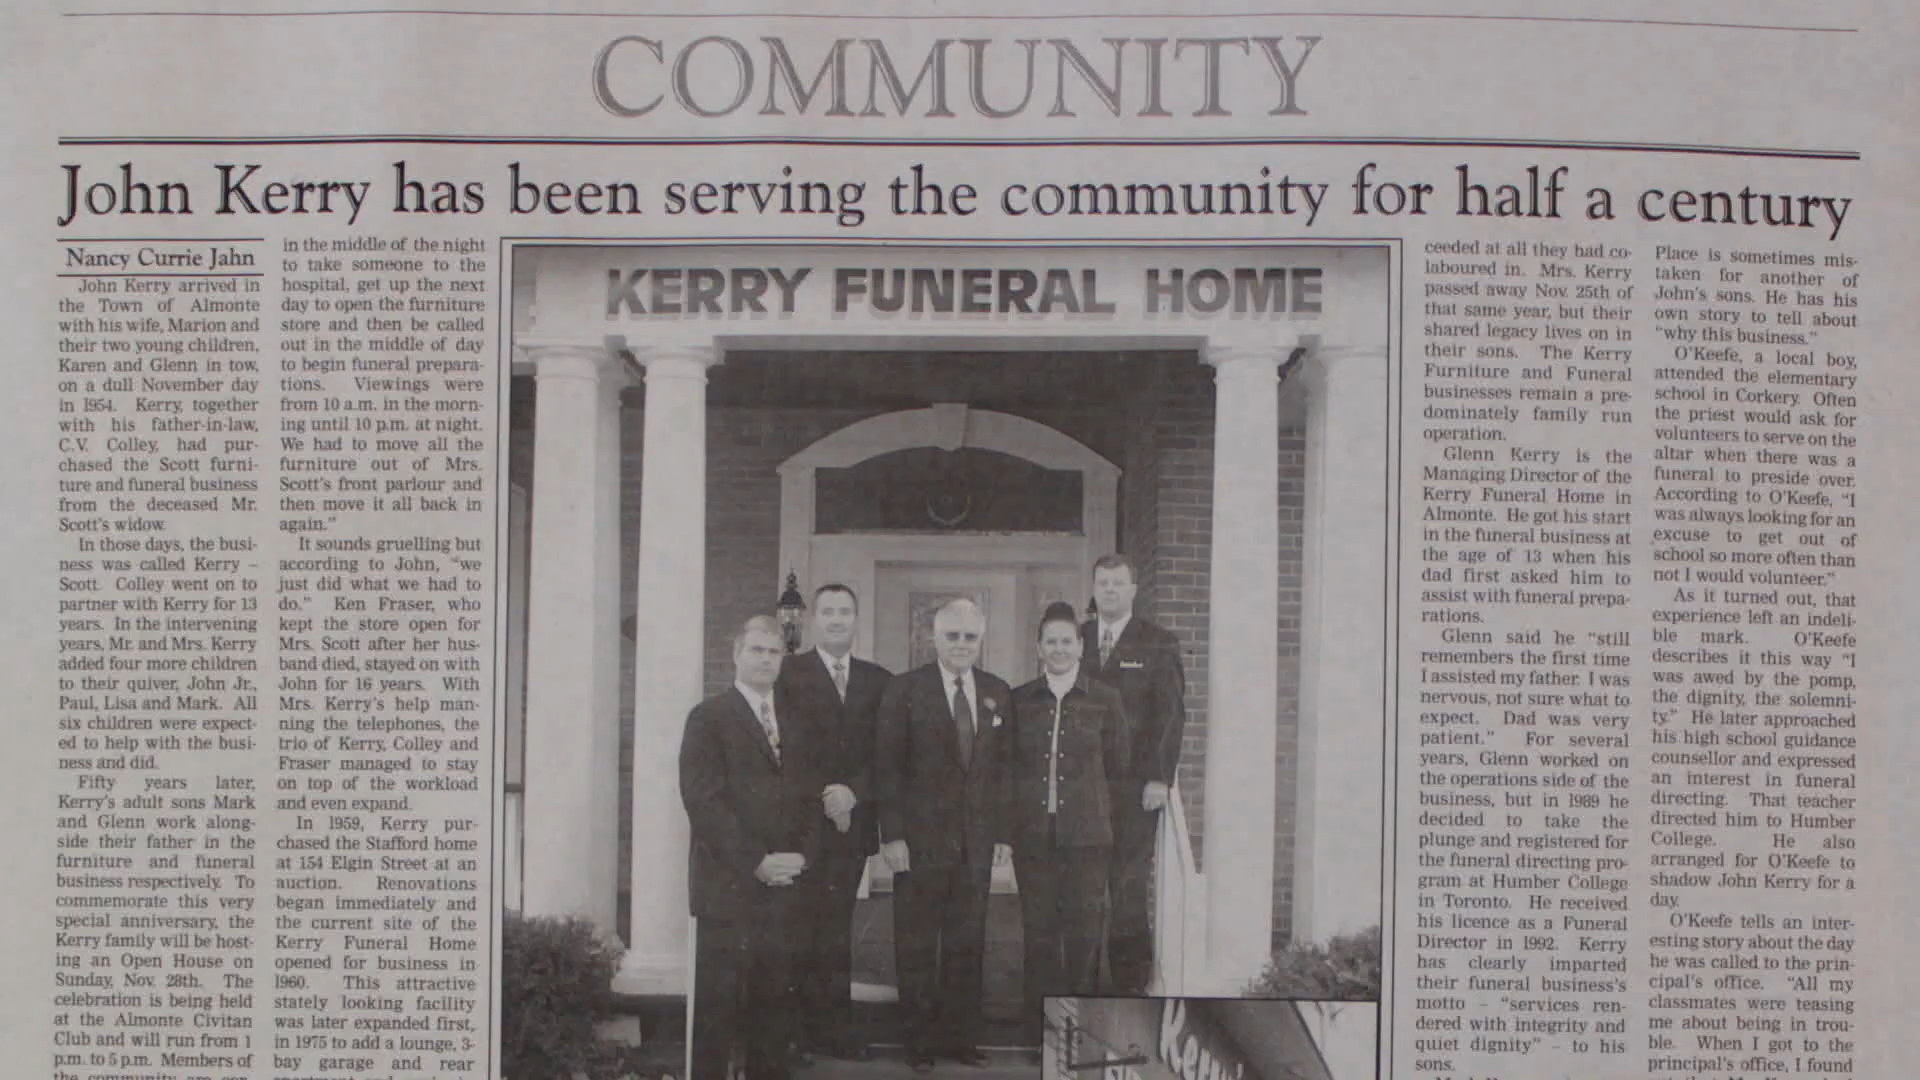 COMMUNITY
John Kerry has been serving the community for half a century
Nancy Currie Jahn
John Kerry arrived in
the Town of Almonte
with his wife, Marion and
their two young children,
Karen and Glenn in tow,
on a dull November day
in 1954. Kerry, together
with his father-in-law,
C.V. Colley, had pur-
chased the Scott furni-
ture and funeral business
from the deceased Mr.
Scott's widow.
In those days, the busi-
ness was called Kerry –
Scott. Colley went on to
partner with Kerry for 13
years. In the intervening
years, Mr. and Mrs. Kerry
added four more children
to their quiver, John Jr.,
Paul, Lisa and Mark. All
six children were expect-
ed to help with the busi-
ness and did.
Fifty years later,
Kerry's adult sons Mark
and Glenn work along-
side their father in the
furniture and funeral
business respectively. To
commemorate this very
special anniversary, the
Kerry family will be host-
ing an Open House on
Sunday, Nov. 28th. The
celebration is being held
at the Almonte Civitan
Club and will run from 1
p.m. to 5 p.m. Members of
the community are
in the middle of the night
to take someone to the
hospital, get up the next
day to open the furniture
store and then be called
out in the middle of day
to begin funeral prepara-
tions. Viewings were
from 10 a.m. in the morn-
ing until 10 p.m. at night.
We had to move all the
furniture out of Mrs.
Scott's front parlour and
then move it all back in
again."
It sounds gruelling but
according to John, "we
just did what we had to
do." Ken Fraser, who
kept the store open for
Mrs. Scott after her hus-
band died, stayed on with
John for 16 years. With
Mrs. Kerry's help man-
ning the telephones, the
trio of Kerry, Colley and
Fraser managed to stay
on top of the workload
and even expand.
In 1959, Kerry pur-
chased the Stafford home
at 154 Elgin Street at an
auction. Renovations
began immediately and
the current site of the
Kerry Funeral Home
opened for business in
1960. This attractive
stately looking facility
was later expanded first,
in 1975 to add a lounge, 3-
bay garage and rear
KERRY FUNERAL HOME
Kerry
ceeded at all they had co-
laboured in. Mrs. Kerry
passed away Nov. 25th of
that same year, but their
shared legacy lives on in
their sons. The Kerry
Furniture and Funeral
businesses remain a pre-
dominately family run
operation.
Glenn Kerry is the
Managing Director of the
Kerry Funeral Home in
Almonte. He got his start
in the funeral business at
the age of 13 when his
dad first asked him to
assist with funeral prepa-
rations.
Glenn said he "still
remembers the first time
I assisted my father. I was
nervous, not sure what to
expect. Dad was very
patient." For several
years, Glenn worked on
the operations side of the
business, but in 1989 he
decided to take the
plunge and registered for
the funeral directing pro-
gram at Humber College
in Toronto. He received
his licence as a Funeral
Director in 1992. Kerry
has clearly imparted
their funeral business's
motto – "services ren-
dered with integrity and
quiet dignity" – to his
sons.
Place is sometimes mis-
taken for another of
John's sons. He has his
own story to tell about
"why this business."
O'Keefe, a local boy,
attended the elementary
school in Corkery. Often
the priest would ask for
volunteers to serve on the
altar when there was a
funeral to preside over.
According to O'Keefe, "I
was always looking for an
excuse to get out of
school so more often than
not I would volunteer."
As it turned out, that
experience left an indeli-
ble mark. O'Keefe
describes it this way "I
was awed by the pomp,
the dignity, the solemni-
ty." He later approached
his high school guidance
counsellor and expressed
an interest in funeral
directing. That teacher
directed him to Humber
College. He also
arranged for O'Keefe to
shadow John Kerry for a
day.
O'Keefe tells an inter-
esting story about the day
he was called to the prin-
cipal's office. "All my
classmates were teasing
me about being in trou-
ble. When I got to the
principal's office, I found